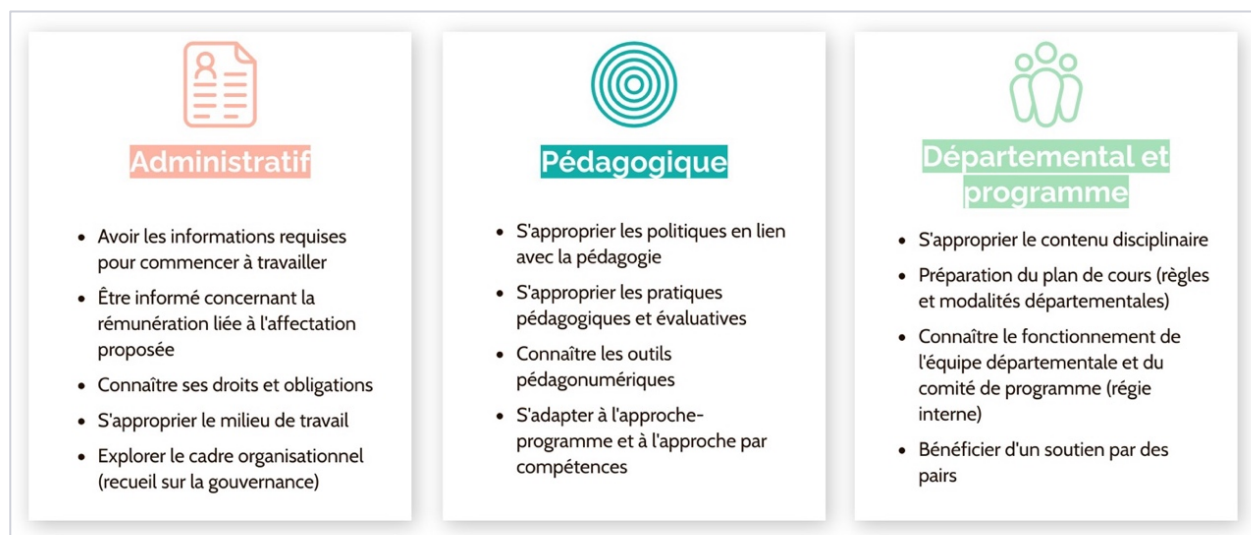 Administratif
• Avoir les informations requises
pour commencer à travailler
• Être informé concernant la
rémunération liée à l'affectation
proposée
• Connaître ses droits et obligations
• S'approprier le milieu de travail
• Explorer le cadre organisationnel
(recueil sur la gouvernance)
Pédagogique
• S'approprier les politiques en lien
avec la pédagogie
• S'approprier les pratiques
pédagogiques et évaluatives
• Connaître les outils
pédagonumériques
• S'adapter à l'approche-
programme et à l'approche par
compétences
Départemental et
programme
• S'approprier le contenu disciplinaire
• Préparation du plan de cours (règles
et modalités départementales)
• Connaître le fonctionnement de
l'équipe départementale et du
comité de programme (régie
interne)
• Bénéficier d'un soutien par des
pairs